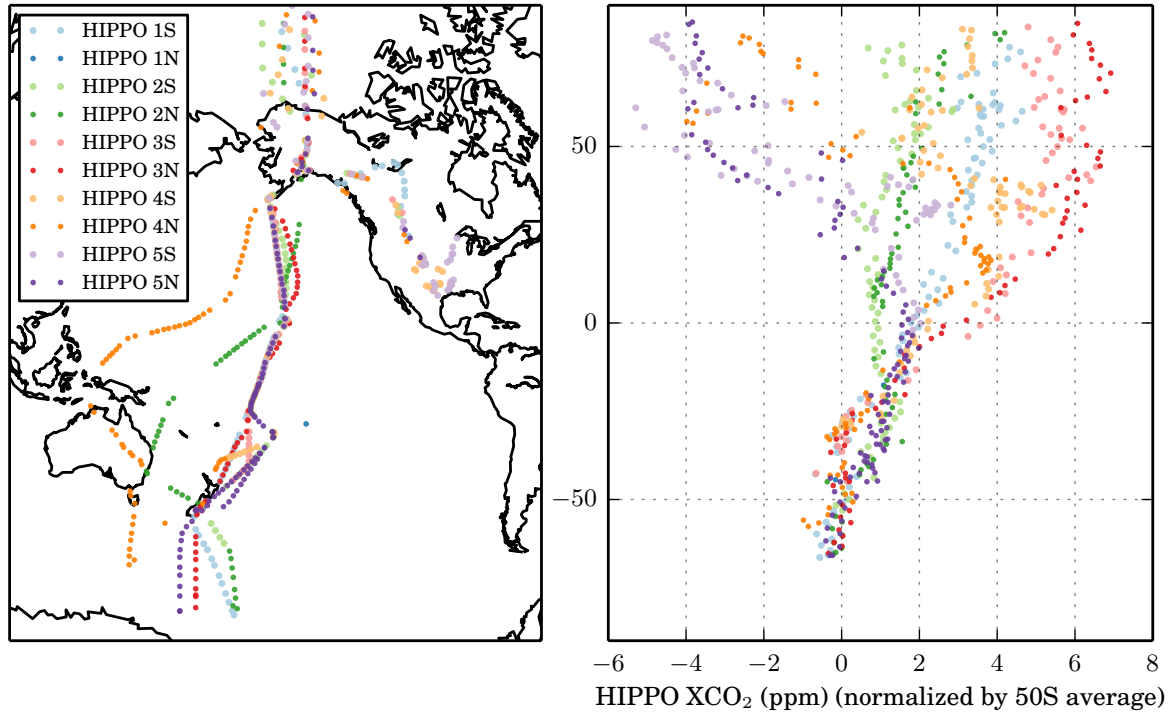 HIPPO 1S
HIPPO 1N
HIPPO 2S
HIPPO 2N
HIPPO 3S
HIPPO 3N
HIPPO 4S
HIPPO 4N
HIPPO 5S
HIPPO 5N
50
0
−50
−6 −4 −2 0 2 4 6 8
HIPPO XCO₂ (ppm) (normalized by 50S average)